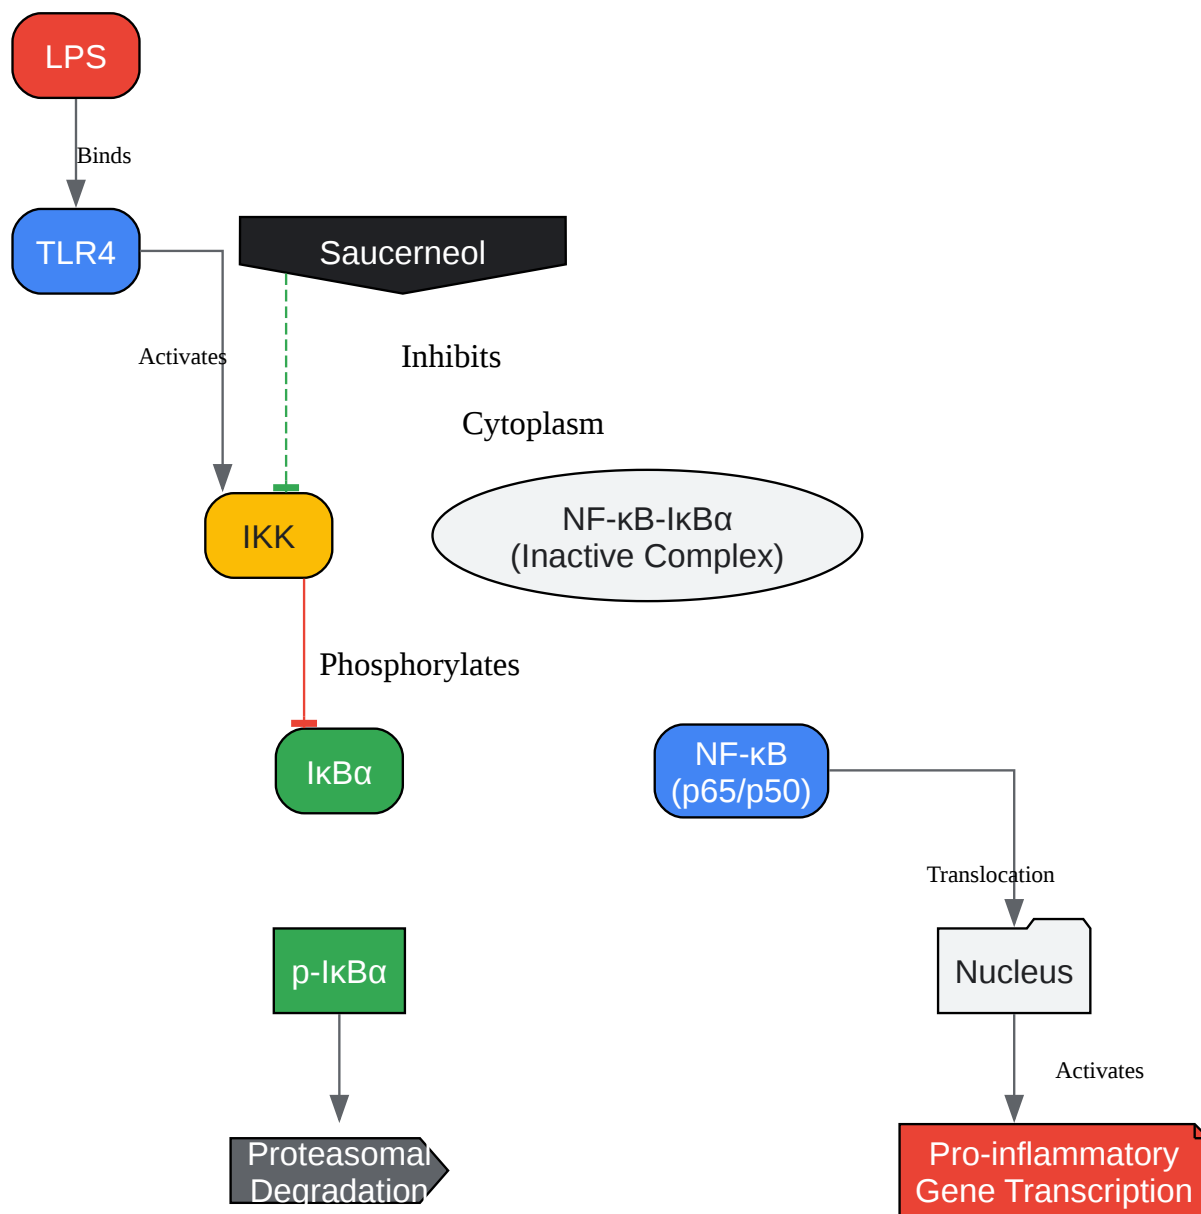 LPS
Binds
TLR4
Saucerneol
Activates
Inhibits
Cytoplasm
IKK
NF-κB-IκBα
(Inactive Complex)
Phosphorylates
IκBα
NF-κB
(p65/p50)
Translocation
p-IκBα
Nucleus
Activates
Proteasomal
Degradation
Pro-inflammatory
Gene Transcription